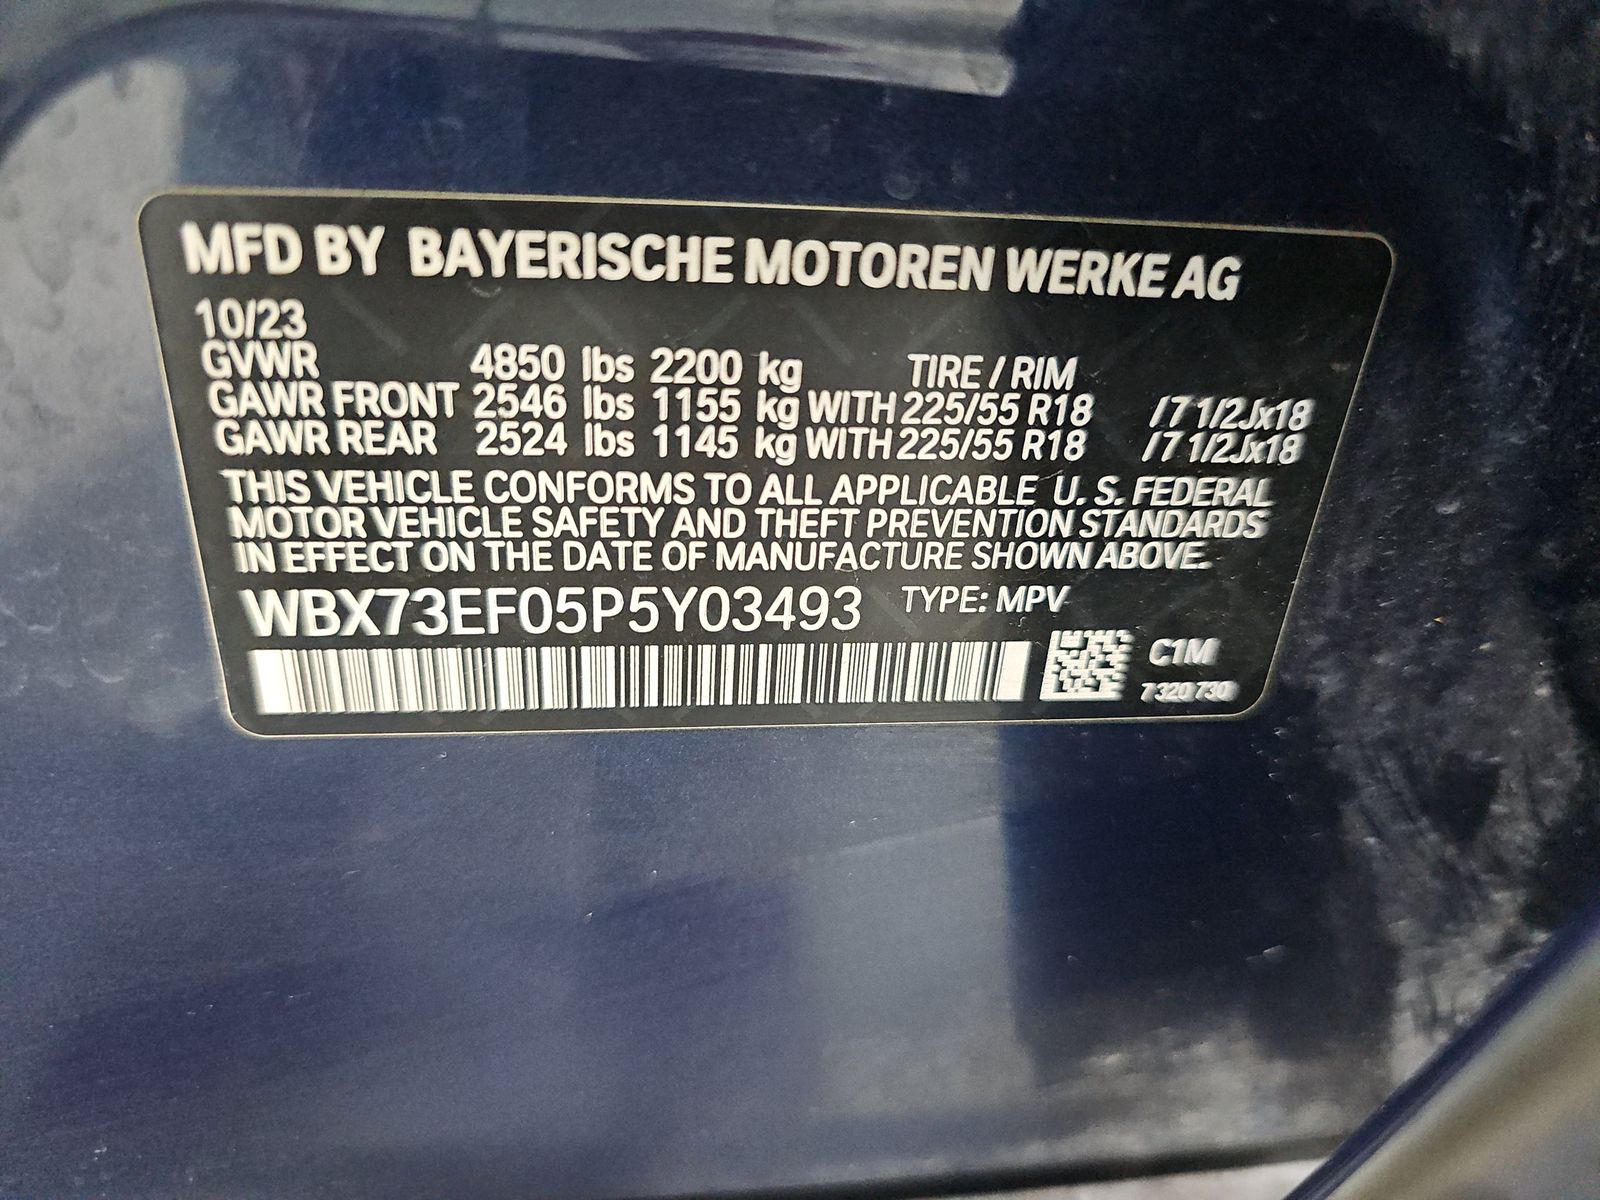 MFD BY BAYERISCHE MOTOREN WERKE AG
10/23
GVWR 4850 lbs 2200 kg TIRE / RIM
GAWR FRONT 2546 lbs 1155 kg WITH 225/55 R18 /7 1/2Jx18
GAWR REAR 2524 lbs 1145 kg WITH 225/55 R18 /7 1/2Jx18
THIS VEHICLE CONFORMS TO ALL APPLICABLE U. S. FEDERAL
MOTOR VEHICLE SAFETY AND THEFT PREVENTION STANDARDS
IN EFFECT ON THE DATE OF MANUFACTURE SHOWN ABOVE.
WBX73EF05P5Y03493 TYPE: MPV
C1M
7 320 730